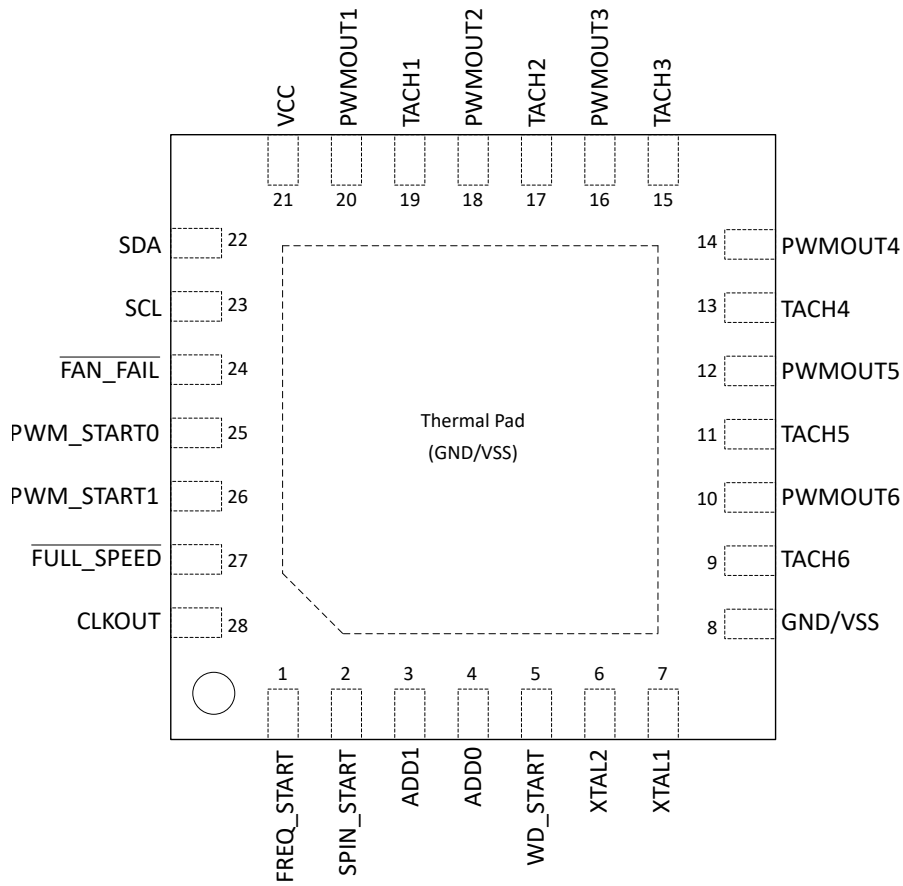 VCC
PWMOUT1
TACH1
PWMOUT2
TACH2
PWMOUT3
TACH3
21
20
19
18
17
16
15
SDA
22
14
PWMOUT4
SCL
23
13
TACH4
FAN_FAIL
24
12
PWMOUT5
PWM_START0
25
11
TACH5
PWM_START1
26
10
PWMOUT6
FULL_SPEED
27
9
TACH6
CLKOUT
28
8
GND/VSS
Thermal Pad
(GND/VSS)
1
2
3
4
5
6
7
FREQ_START
SPIN_START
ADD1
ADD0
WD_START
XTAL2
XTAL1